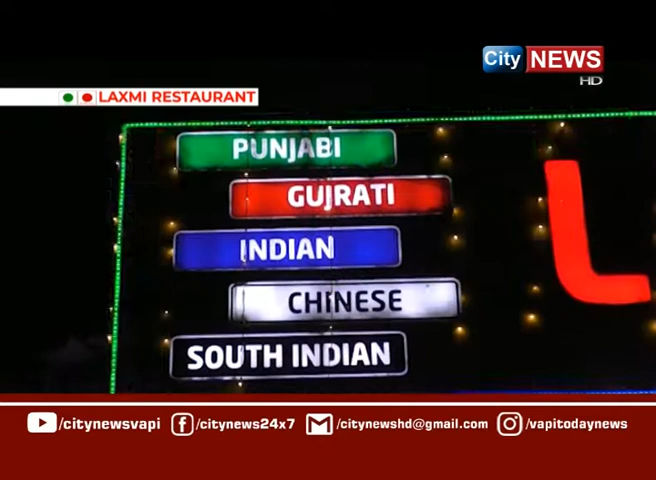 City NEWS
HD
LAXMI RESTAURANT
PUNJABI
GUJRATI
INDIAN
CHINESE
SOUTH INDIAN
L
/citynewsvapi /citynews24x7 /citynewshd@gmail.com /vapitodaynews